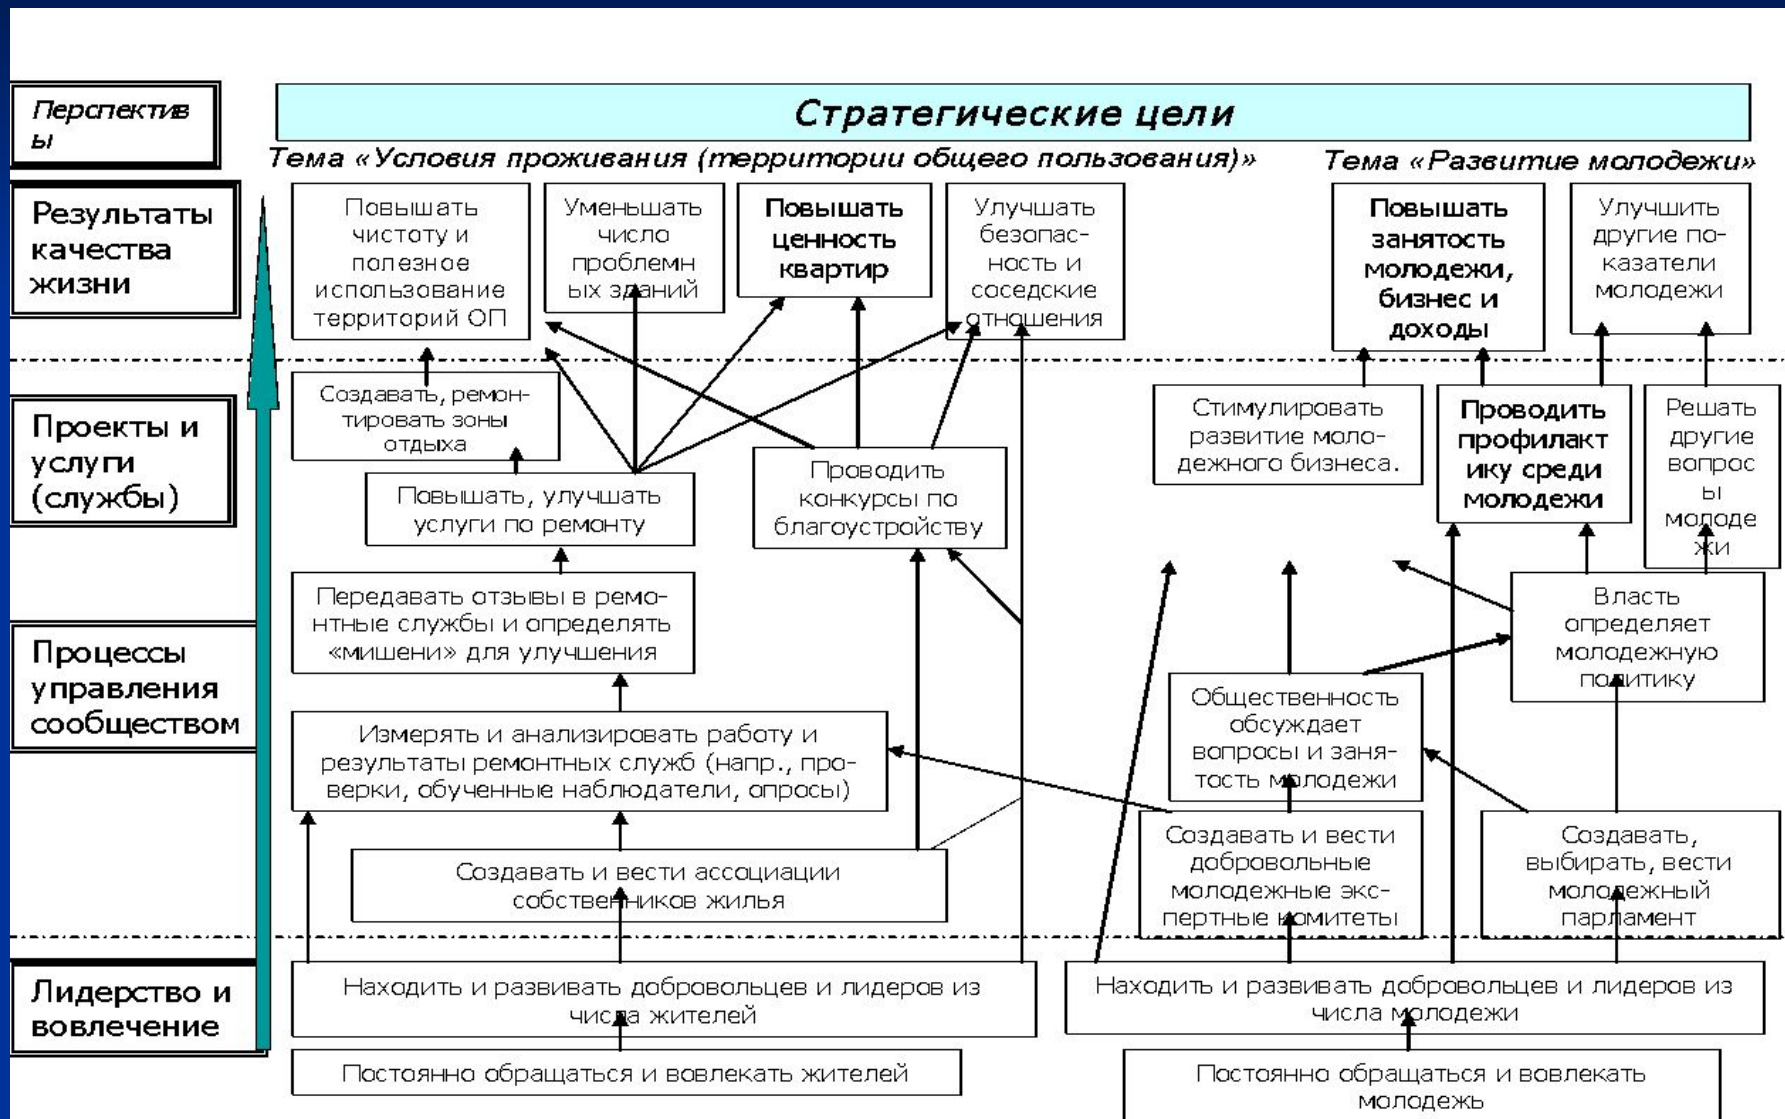 Перспектив
ы
Стратегические цели
Тема «Условия проживания (территории общего пользования)»
Тема «Развитие молодежи»
Результаты
качества
жизни
Повышать
чистоту и
полезное
использование
территорий ОП
Уменьшать
число
проблемн
ых зданий
Повышать
ценность
квартир
Улучшать
безопас-
ность и
соседские
отношения
Повышать
занятость
молодежи,
бизнес и
доходы
Улучшить
другие по-
казатели
молодежи
Проекты и
услуги
(службы)
Создавать, ремон-
тировать зоны
отдыха
Повышать, улучшать
услуги по ремонту
Проводить
конкурсы по
благоустройству
Стимулировать
развитие моло-
дежного бизнеса.
Проводить
профилакт
ику среди
молодежи
Решать
другие
вопрос
ы
молоде
жи
Процессы
управления
сообществом
Передавать отзывы в ремо-
нтные службы и определять
«мишени» для улучшения
Власть
определяет
молодежную
политику
Измерять и анализировать работу и
результаты ремонтных служб (напр., про-
верки, обученные наблюдатели, опросы)
Общественность
обсуждает
вопросы и заня-
тость молодежи
Создавать и вести ассоциации
собственников жилья
Создавать и вести
добровольные
молодежные экс-
пертные комитеты
Создавать,
выбирать, вести
молодежный
парламент
Лидерство и
вовлечение
Находить и развивать добровольцев и лидеров из
числа жителей
Находить и развивать добровольцев и лидеров из
числа молодежи
Постоянно обращаться и вовлекать жителей
Постоянно обращаться и вовлекать
молодежь